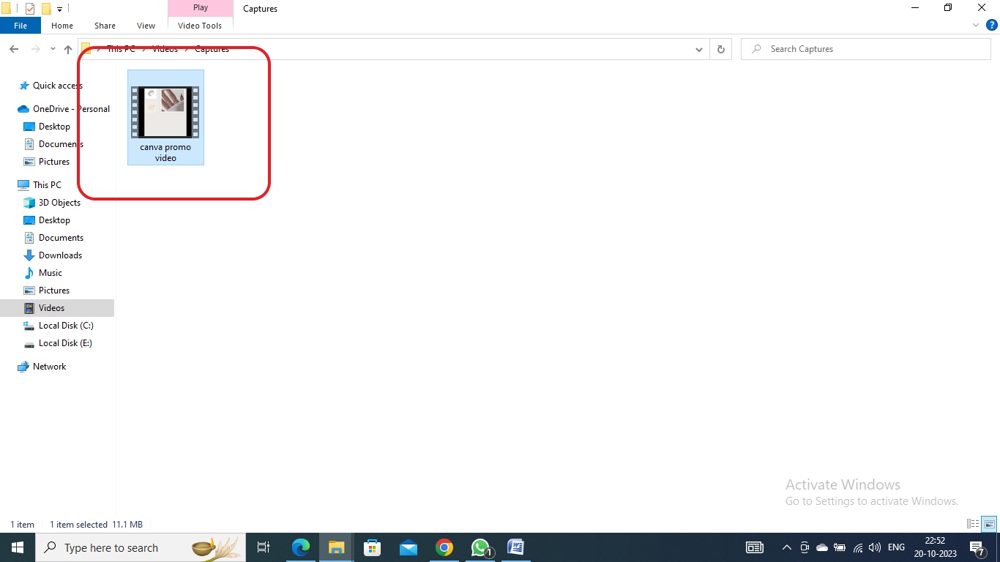 Play
Captures
File
Home
Share
View
Video Tools
This PC
Videos
Captures
Search Captures
Quick access
OneDrive - Personal
Desktop
Documents
Pictures
This PC
3D Objects
Desktop
Documents
Downloads
Music
Pictures
Videos
Local Disk (C:)
Local Disk (E:)
Network
canva promo
video
Activate Windows
Go to Settings to activate Windows.
1 item
1 item selected 11.1 MB
Type here to search
1
W
ENG
22:52
20-10-2023
7